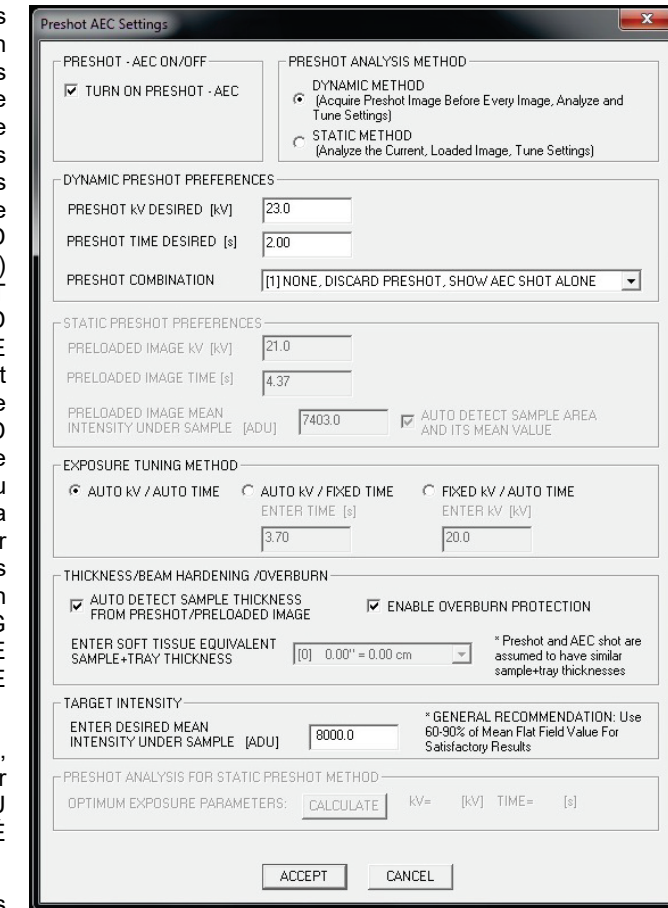 Preshot AEC Settings
PRESHOT - AEC ON/OFF
TURN ON PRESHOT - AEC
PRESHOT ANALYSIS METHOD
DYNAMIC METHOD
(Acquire Preshot Image Before Every Image, Analyze and
Tune Settings)
STATIC METHOD
(Analyze the Current, Loaded Image, Tune Settings)
DYNAMIC PRESHOT PREFERENCES
PRESHOT kV DESIRED [kV] 23.0
PRESHOT TIME DESIRED [s] 2.00
PRESHOT COMBINATION [1] NONE, DISCARD PRESHOT, SHOW AEC SHOT ALONE
STATIC PRESHOT PREFERENCES
PRELOADED IMAGE kV [kV] 21.0
PRELOADED IMAGE TIME [s] 4.37
PRELOADED IMAGE MEAN
INTENSITY UNDER SAMPLE [ADU] 7403.0
AUTO DETECT SAMPLE AREA
AND ITS MEAN VALUE
EXPOSURE TUNING METHOD
AUTO kV / AUTO TIME AUTO kV / FIXED TIME FIXED kV / AUTO TIME
ENTER TIME [s] ENTER kV [kV]
3.70 20.0
THICKNESS/BEAM HARDENING /OVERBURN
AUTO DETECT SAMPLE THICKNESS
FROM PRESHOT/PRELOADED IMAGE
ENABLE OVERBURN PROTECTION
ENTER SOFT TISSUE EQUIVALENT
SAMPLE+TRAY THICKNESS
[0] 0.00" = 0.00 cm
* Preshot and AEC shot are
assumed to have similar
sample+tray thicknesses
TARGET INTENSITY
ENTER DESIRED MEAN
INTENSITY UNDER SAMPLE [ADU] 8000.0
* GENERAL RECOMMENDATION: Use
60-90% of Mean Flat Field Value For
Satisfactory Results
PRESHOT ANALYSIS FOR STATIC PRESHOT METHOD
OPTIMUM EXPOSURE PARAMETERS: CALCULATE kV= [kV] TIME= [s]
ACCEPT CANCEL